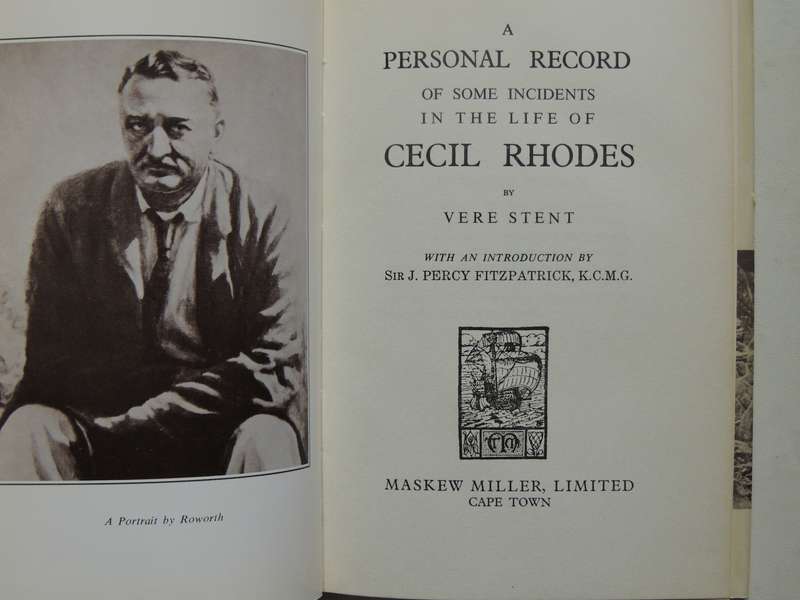 A Portrait by Roworth
A
PERSONAL RECORD
OF SOME INCIDENTS
IN THE LIFE OF
CECIL RHODES
BY
VERE STENT
WITH AN INTRODUCTION BY
SIR J. PERCY FITZPATRICK, K.C.M.G.
MASKEW MILLER, LIMITED
CAPE TOWN